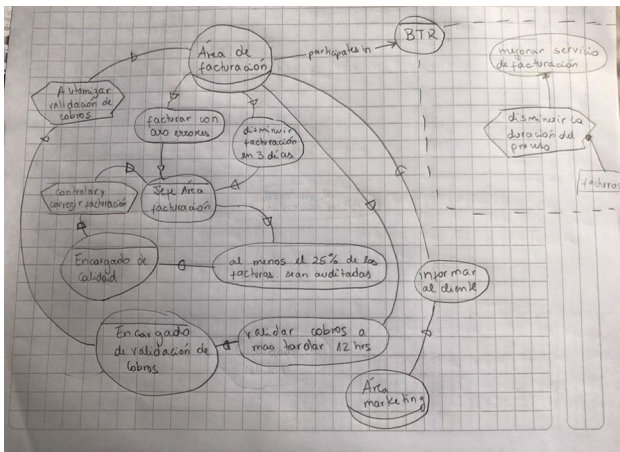 Área de
facturación
participates in
BTR
mejorar servicio
de facturación
Automizar
validación de
cobros
facturar con
cero errores
disminuir
facturación
en 3 días
disminuir la
duración del
proceso
facturas
controlar y
corregir facturación
Jefe Área
facturación
Encargado de
calidad
al menos el 25% de las
facturas sean auditadas
informar
al cliente
Encargado
de validación de
cobros
validar cobros a
mas tardar 12 hrs
Área
marketing